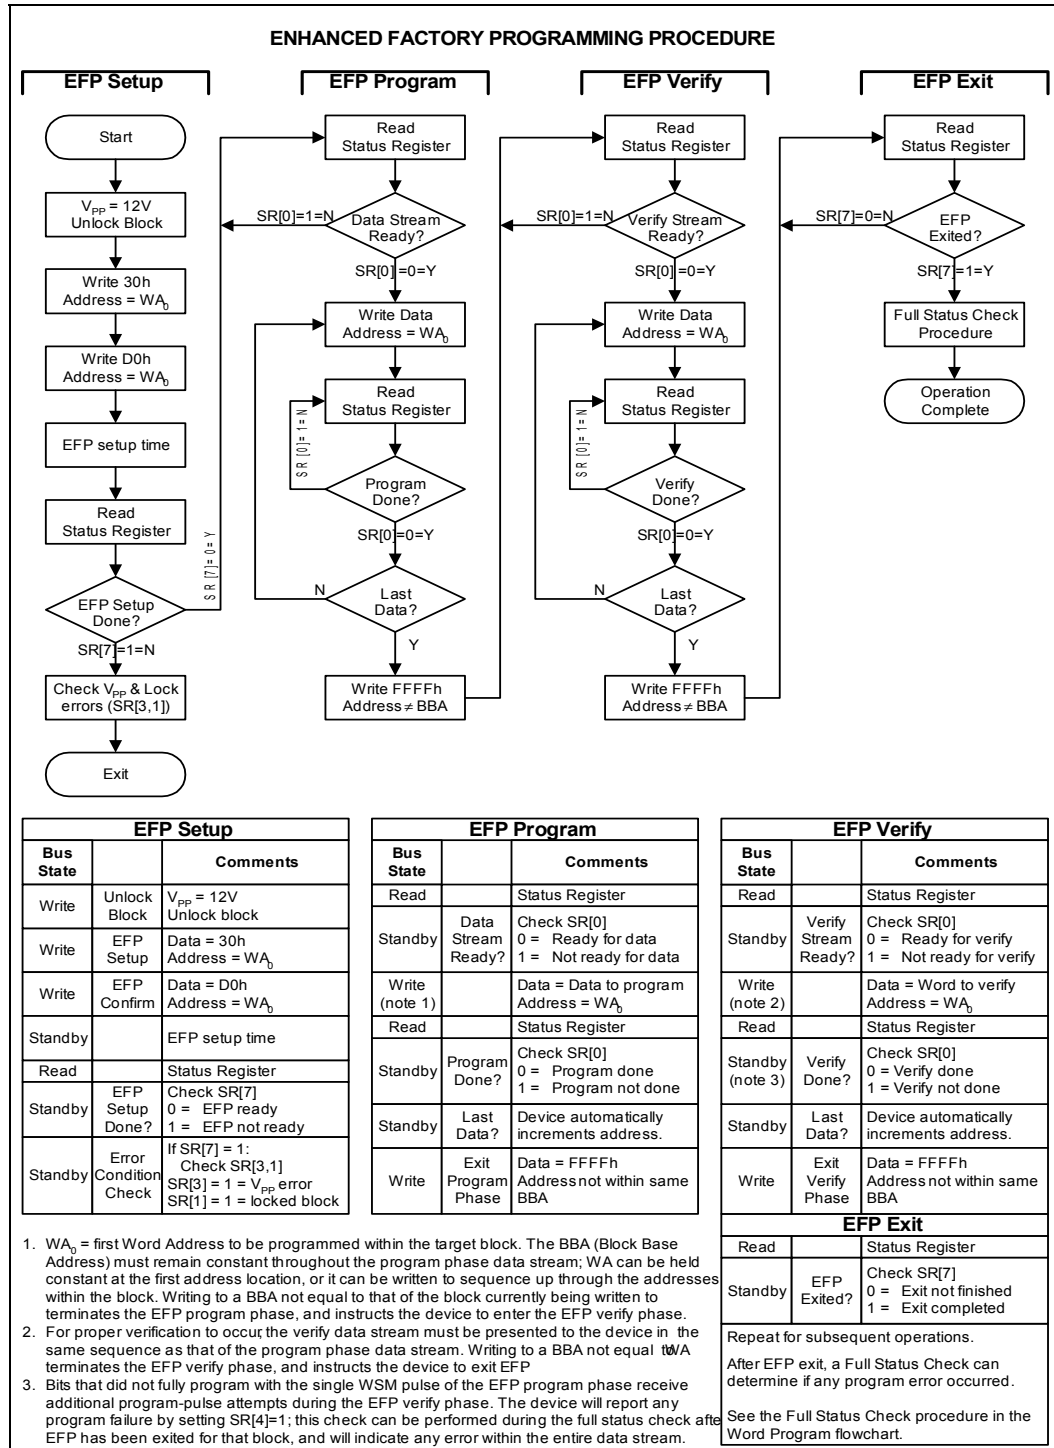 ENHANCED FACTORY PROGRAMMING PROCEDURE
EFP Setup
Start
VPP = 12V
Unlock Block
Write 30h
Address = WA0
Write D0h
Address = WA0
EFP setup time
Read
Status Register
EFP Setup
Done?
SR[7]=0=Y
SR[7]=1=N
Check VPP & Lock
errors (SR[3,1])
Exit
EFP Program
Read
Status Register
SR[0]=1=N
Data Stream
Ready?
SR[0]=0=Y
Write Data
Address = WA0
Read
Status Register
SR[0]=1=N
Program
Done?
SR[0]=0=Y
N
Last
Data?
Y
Write FFFFh
Address ≠ BBA
EFP Verify
Read
Status Register
SR[0]=1=N
Verify Stream
Ready?
SR[0]=0=Y
Write Data
Address = WA0
Read
Status Register
SR[0]=1=N
Verify
Done?
SR[0]=0=Y
N
Last
Data?
Y
Write FFFFh
Address ≠ BBA
EFP Exit
Read
Status Register
SR[7]=0=N
EFP
Exited?
SR[7]=1=Y
Full Status Check
Procedure
Operation
Complete
EFP Setup
Bus State Comments
Write Unlock Block VPP = 12V
Unlock block
Write EFP Setup Data = 30h
Address = WA0
Write EFP Confirm Data = D0h
Address = WA0
Standby EFP setup time
Read Status Register
Standby EFP Setup Done? Check SR[7]
0 = EFP ready
1 = EFP not ready
Standby Error Condition Check If SR[7] = 1:
Check SR[3,1]
SR[3] = 1 = VPP error
SR[1] = 1 = locked block
EFP Program
Bus State Comments
Read Status Register
Standby Data Stream Ready? Check SR[0]
0 = Ready for data
1 = Not ready for data
Write (note 1) Data = Data to program
Address = WA0
Read Status Register
Standby Program Done? Check SR[0]
0 = Program done
1 = Program not done
Standby Last Data? Device automatically
increments address.
Write Exit Program Phase Data = FFFFh
Address not within same
BBA
EFP Verify
Bus State Comments
Read Status Register
Standby Verify Stream Ready? Check SR[0]
0 = Ready for verify
1 = Not ready for verify
Write (note 2) Data = Word to verify
Address = WA0
Read Status Register
Standby (note 3) Verify Done? Check SR[0]
0 = Verify done
1 = Verify not done
Standby Last Data? Device automatically
increments address.
Write Exit Verify Phase Data = FFFFh
Address not within same
BBA
EFP Exit
Read Status Register
Standby EFP Exited? Check SR[7]
0 = Exit not finished
1 = Exit completed
Repeat for subsequent operations.
After EFP exit, a Full Status Check can
determine if any program error occurred.
See the Full Status Check procedure in the
Word Program flowchart.
1. WA0 = first Word Address to be programmed within the target block. The BBA (Block Base
Address) must remain constant throughout the program phase data stream; WA can be held
constant at the first address location, or it can be written to sequence up through the addresses
within the block. Writing to a BBA not equal to that of the block currently being written to
terminates the EFP program phase, and instructs the device to enter the EFP verify phase.
2. For proper verification to occur, the verify data stream must be presented to the device in the
same sequence as that of the program phase data stream. Writing to a BBA not equal to WA
terminates the EFP verify phase, and instructs the device to exit EFP
3. Bits that did not fully program with the single WSM pulse of the EFP program phase receive
additional program-pulse attempts during the EFP verify phase. The device will report any
program failure by setting SR[4]=1; this check can be performed during the full status check afte
EFP has been exited for that block, and will indicate any error within the entire data stream.